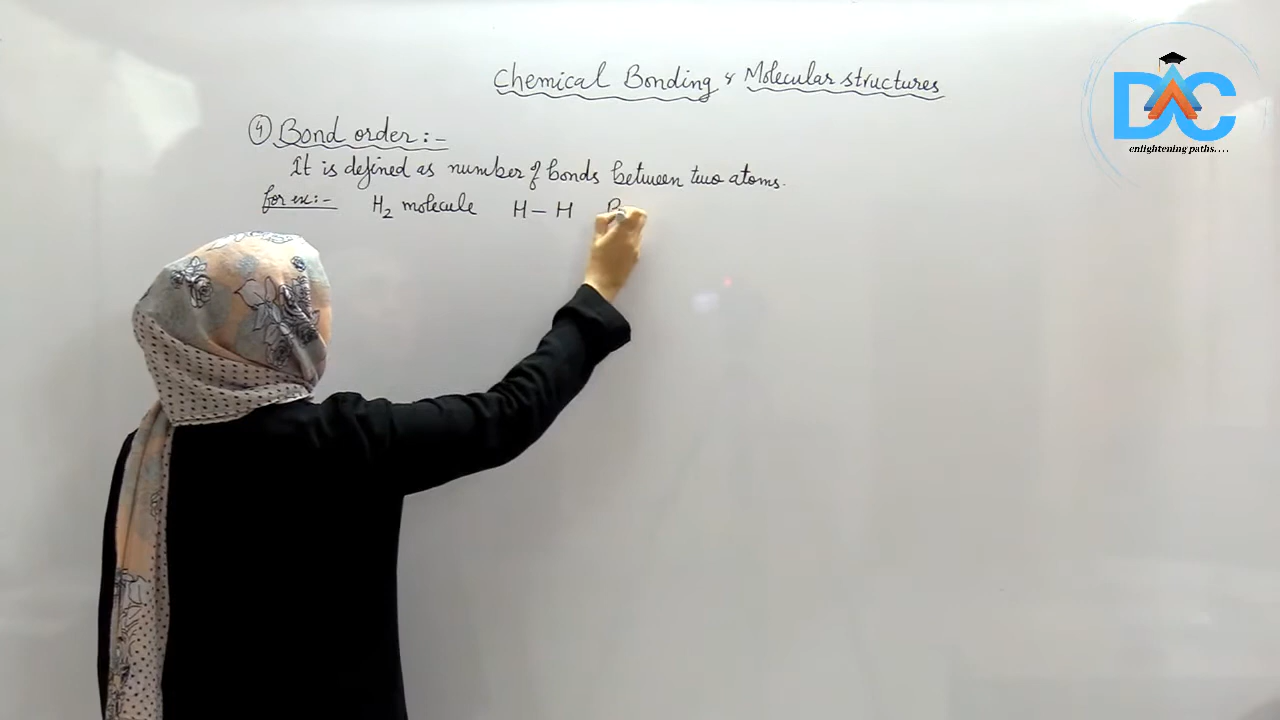 Chemical Bonding & Molecular structures
DAC
enlightening paths....
4 Bond order:-
It is defined as number of bonds between two atoms.
for ex:- H2 molecule H – H B